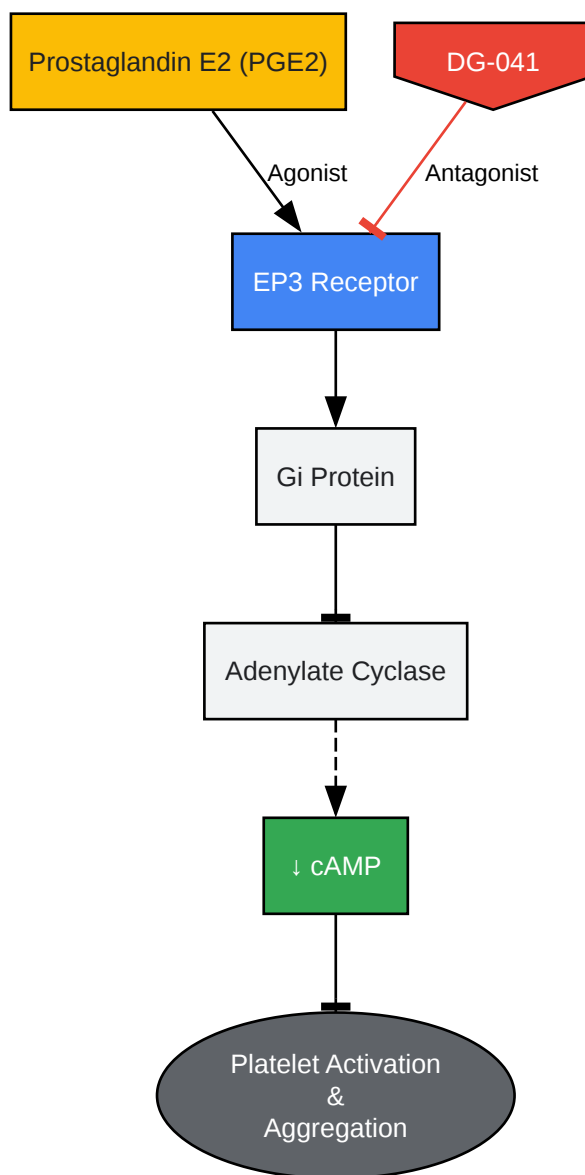 Prostaglandin E2 (PGE2)
DG-041
Agonist
Antagonist
EP3 Receptor
Gi Protein
Adenylate Cyclase
↓ cAMP
Platelet Activation
&
Aggregation